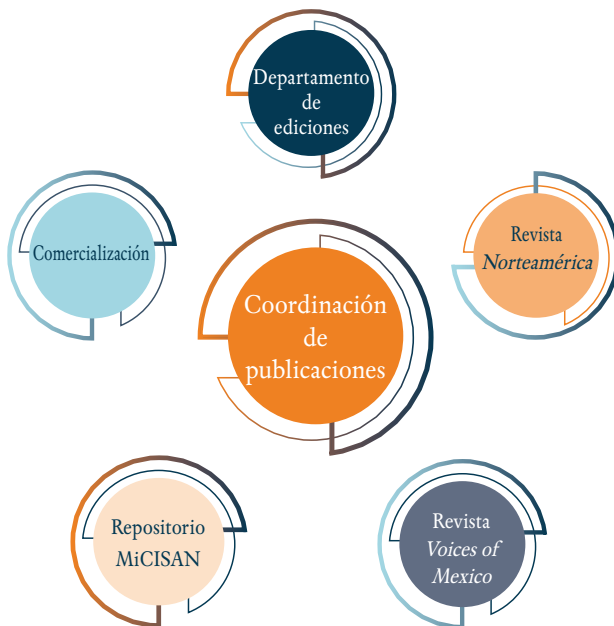 Departamento
de
ediciones
Comercialización
Revista
Norteamérica
Coordinación
de
publicaciones
Repositorio
MiCISAN
Revista
Voices of
Mexico